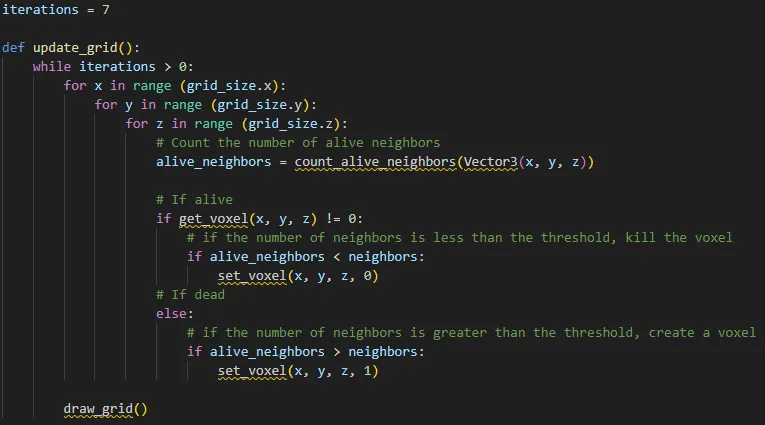 iterations = 7
def update_grid():
while iterations > 0:
for x in range (grid_size.x):
for y in range (grid_size.y):
for z in range (grid_size.z):
# Count the number of alive neighbors
alive_neighbors = count_alive_neighbors(Vector3(x, y, z))
# If alive
if get_voxel(x, y, z) != 0:
# if the number of neighbors is less than the threshold, kill the voxel
if alive_neighbors < neighbors:
set_voxel(x, y, z, 0)
# If dead
else:
# if the number of neighbors is greater than the threshold, create a voxel
if alive_neighbors > neighbors:
set_voxel(x, y, z, 1)
draw_grid()